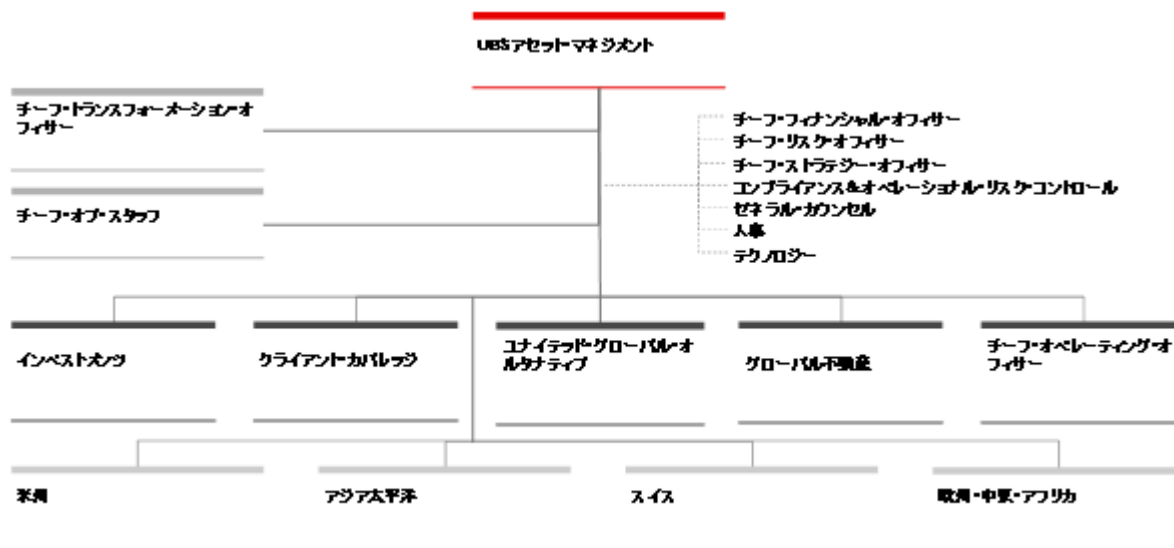 UBSアセット・マネジメント
チーフ・トランスフォーメーション・オ
フィサー
チーフ・オブ・スタッフ
チーフ・フィナンシャル・オフィサー
チーフ・リスク・オフィサー
チーフ・ストラテジー・オフィサー
コンプライアンス&オペレーショナル・リスク・コントロール
ゼネラル・カウンセル
人事
テクノロジー
インベストメンツ
クライアント・カバレッジ
ユナイテッド・グローバル・オ
ルタナティブ
グローバル不動産
チーフ・オペレーティング・オ
フィサー
米州
アジア太平洋
スイス
欧州・中東・アフリカ